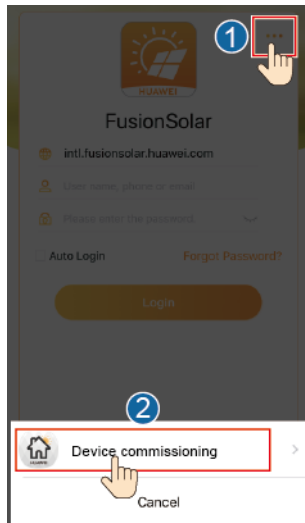 1
...
HUAWEI
FusionSolar
intl.fusionsolar.huawei.com
User name, phone or email
Please enter the password.
Auto Login Forgot Password?
Login
2
HUAWEI
Device commissioning
Cancel